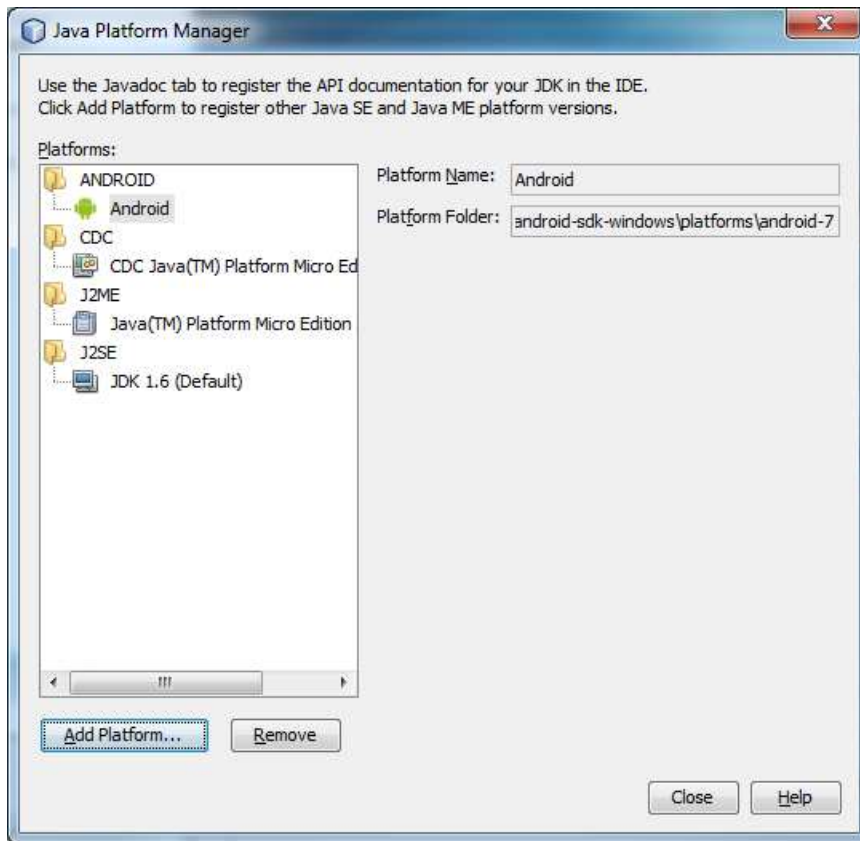 Java Platform Manager
Use the Javadoc tab to register the API documentation for your JDK in the IDE.
Click Add Platform to register other Java SE and Java ME platform versions.
Platforms:
ANDROID
Android
CDC
CDC Java(TM) Platform Micro Ed
J2ME
Java(TM) Platform Micro Edition
J2SE
JDK 1.6 (Default)
Platform Name: Android
Platform Folder: android-sdk-windows\platforms\android-7
Add Platform... Remove
Close Help